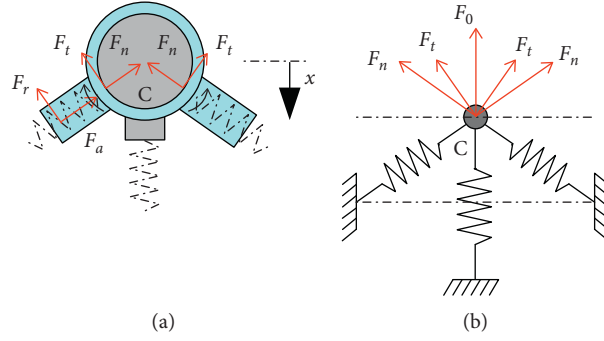 F_t F_n F_n F_t
F_r
C
F_a
x
(a)
F_0
F_n F_t F_t F_n
C
(b)